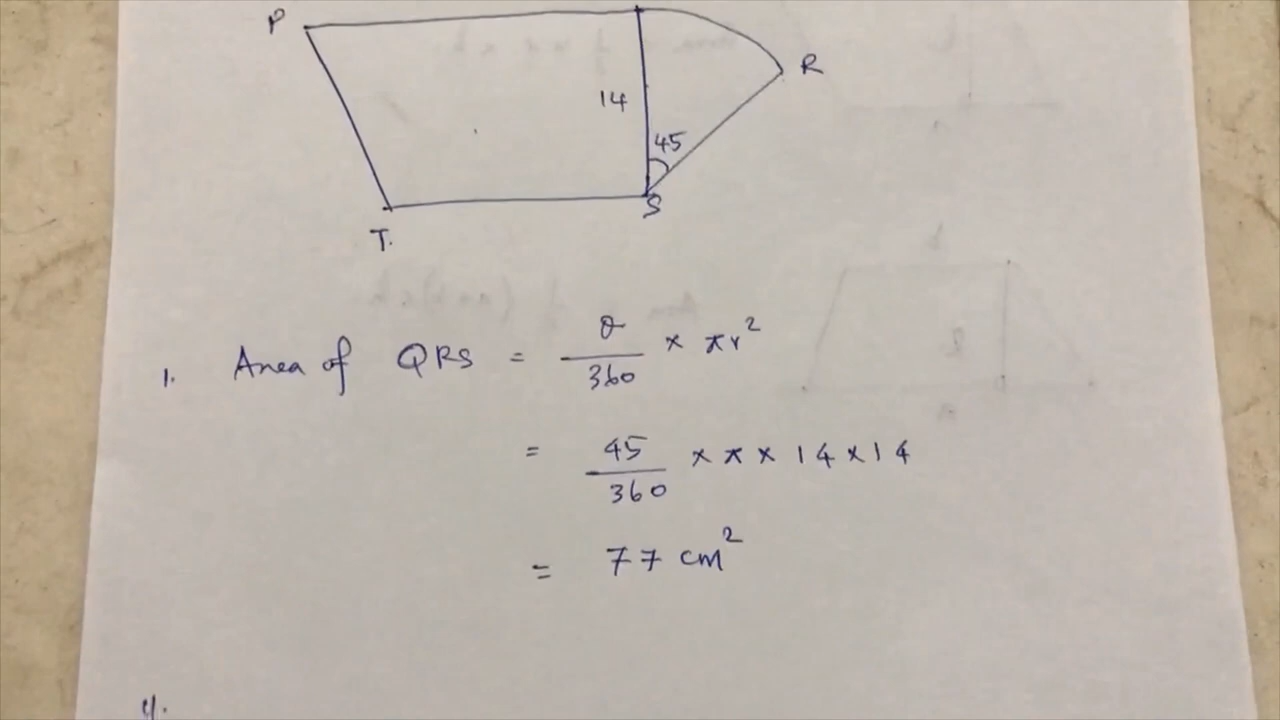 P
R
14
45
S
T.
1. Area of QRS = θ/360 × πr²
= 45/360 × π × 14 × 14
= 77 cm²